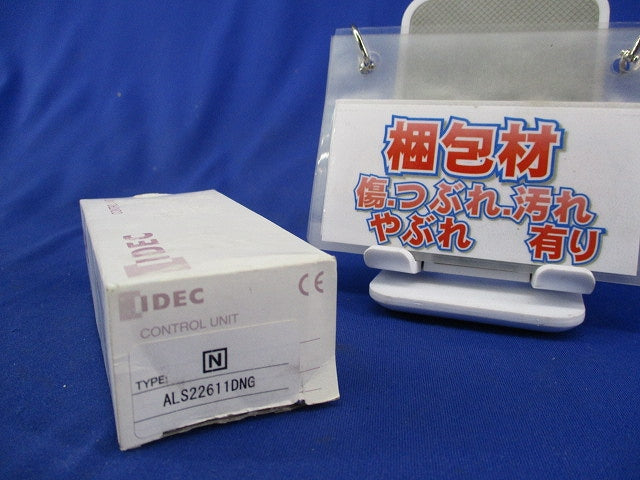 梱包材
傷.つぶれ.汚れ
やぶれ 有り
IDEC
IDEC
CE
CONTROL UNIT
N
TYPE:
ALS22611DNG